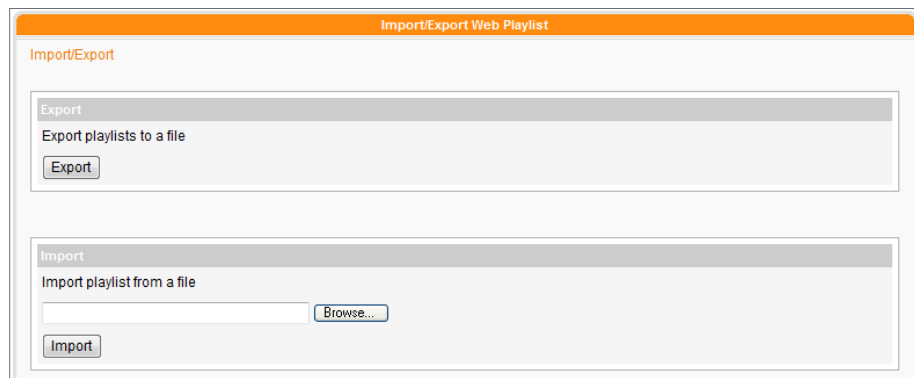 Import/Export Web Playlist
Import/Export
Export
Export playlists to a file
Export
Import
Import playlist from a file
Browse...
Import